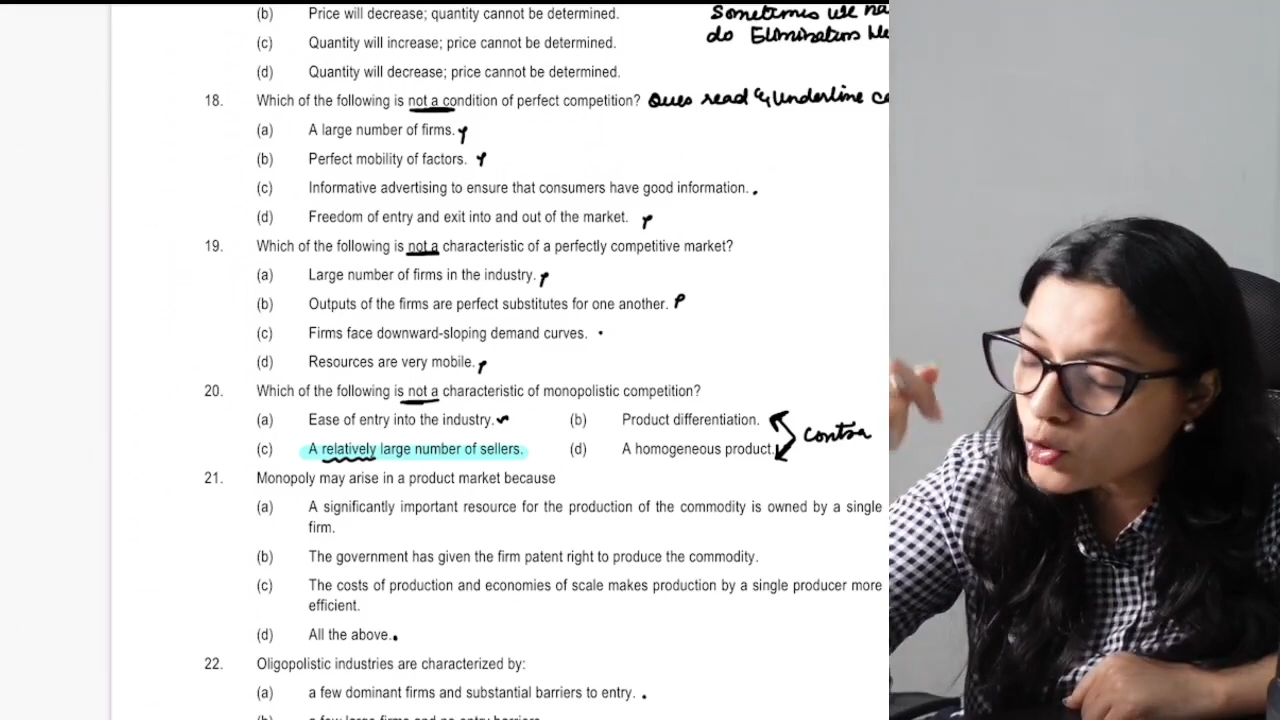 (b) Price will decrease; quantity cannot be determined.
Sometimes we
(c) Quantity will increase; price cannot be determined.
do Elimination
(d) Quantity will decrease; price cannot be determined.
18. Which of the following is not a condition of perfect competition? Ques read & underline
(a) A large number of firms.
(b) Perfect mobility of factors.
(c) Informative advertising to ensure that consumers have good information.
(d) Freedom of entry and exit into and out of the market.
19. Which of the following is not a characteristic of a perfectly competitive market?
(a) Large number of firms in the industry.
(b) Outputs of the firms are perfect substitutes for one another.
(c) Firms face downward-sloping demand curves.
(d) Resources are very mobile.
20. Which of the following is not a characteristic of monopolistic competition?
(a) Ease of entry into the industry. (b) Product differentiation.
contra
(c) A relatively large number of sellers. (d) A homogeneous product.
21. Monopoly may arise in a product market because
(a) A significantly important resource for the production of the commodity is owned by a single
firm.
(b) The government has given the firm patent right to produce the commodity.
(c) The costs of production and economies of scale makes production by a single producer more
efficient.
(d) All the above.
22. Oligopolistic industries are characterized by:
(a) a few dominant firms and substantial barriers to entry.
a few large firms and no entry barriers